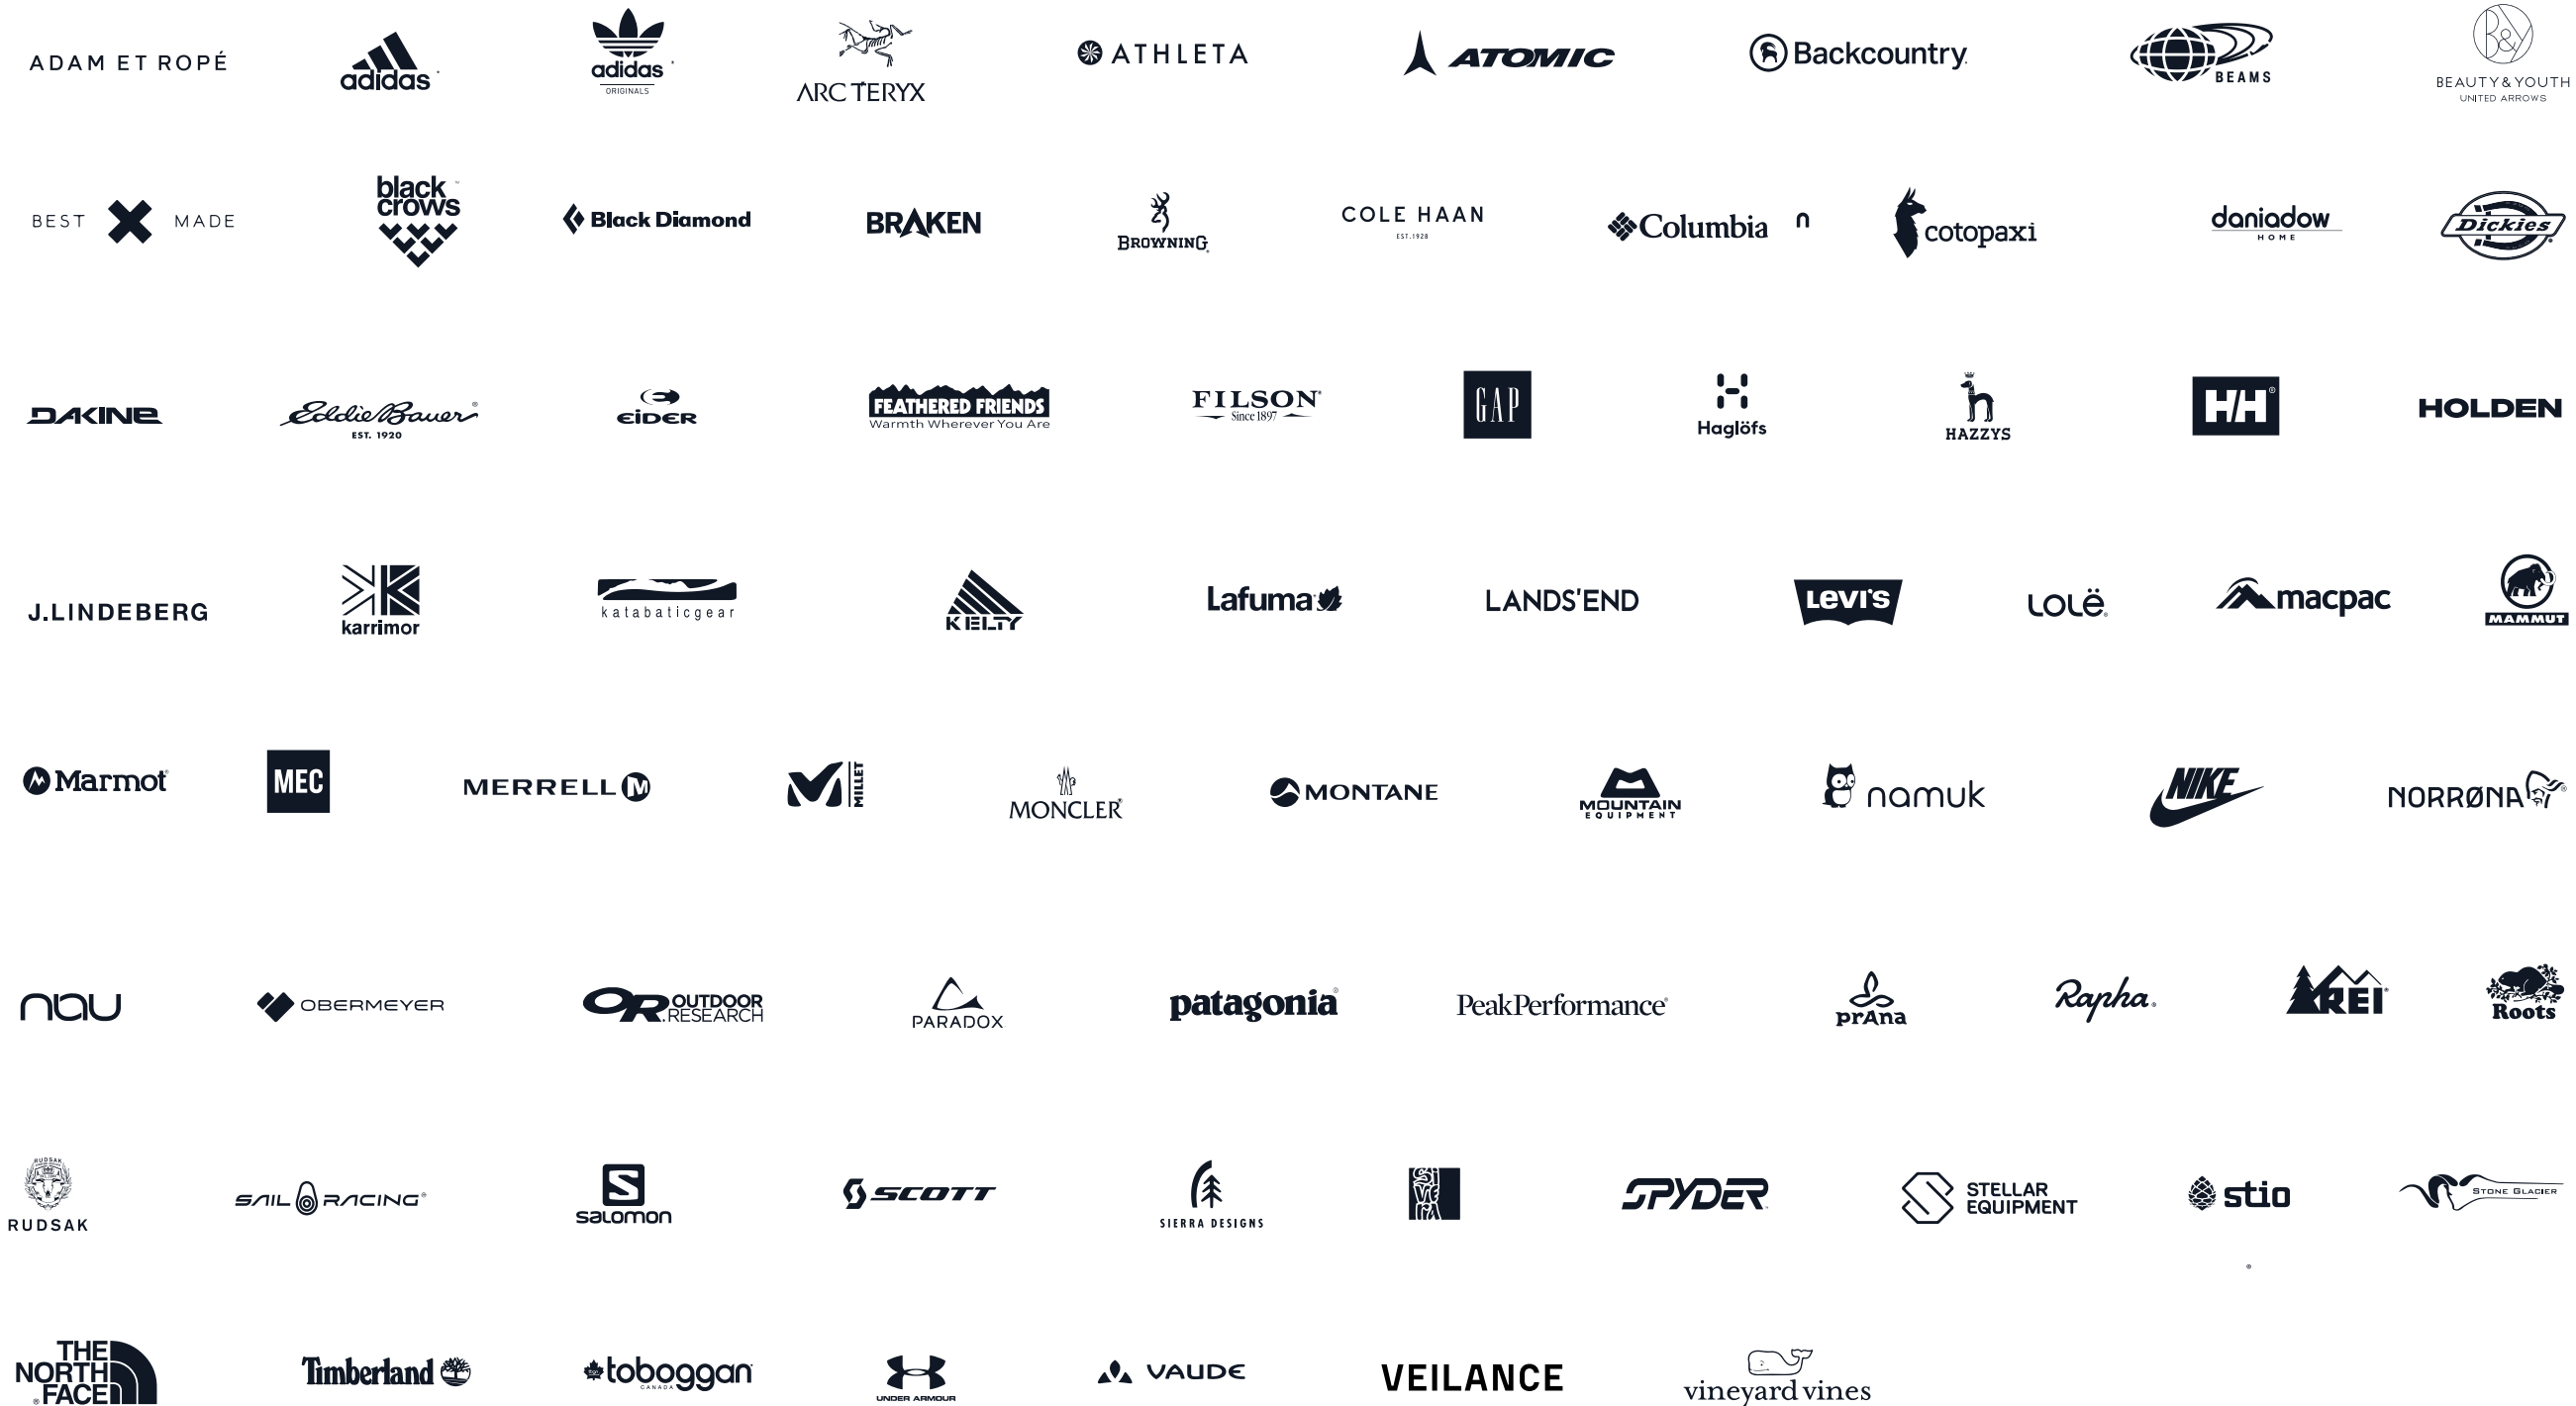 ADAM ET ROPÉ
adidas
adidas
ORIGINALS
ARC'TERYX
ATHLETA
ATOMIC
Backcountry
BEAMS
B&Y
BEAUTY & YOUTH
UNITED ARROWS
BEST MADE
black
crows
Black Diamond
BRAKEN
BROWNING
COLE HAAN
EST.1928
Columbia
n
cotopaxi
daniadow
HOME
Dickies
DAKINE
Eddie Bauer®
EST. 1920
EIDER
FEATHERED FRIENDS
Warmth Wherever You Are
FILSON®
Since 1897
GAP
Haglöfs
HAZZYS
H/H®
HOLDEN
J.LINDEBERG
karrimor
katabaticgear
KELTY
Lafuma
LANDS'END
LEVI'S
LOLË
macpac
MAMMUT
Marmot
MEC
MERRELL M
MILLET
MONCLER
MONTANE
MOUNTAIN
EQUIPMENT
namuk
NIKE
NORRØNA®
nau
OBERMEYER
OR OUTDOOR
RESEARCH
PARADOX
patagonia®
PeakPerformance®
prAna
Rapha®
REI®
Roots
RUDSAK
RUDSAK
SAIL RACING®
S
SALOMON
S SCOTT
SIERRA DESIGNS
SiVERA
SPYDER
STELLAR
EQUIPMENT
stio
STONE GLACIER
®
THE
NORTH
® FACE
Timberland
toboggan
CANADA
UNDER ARMOUR
VAUDE
VEILANCE
vineyard vines